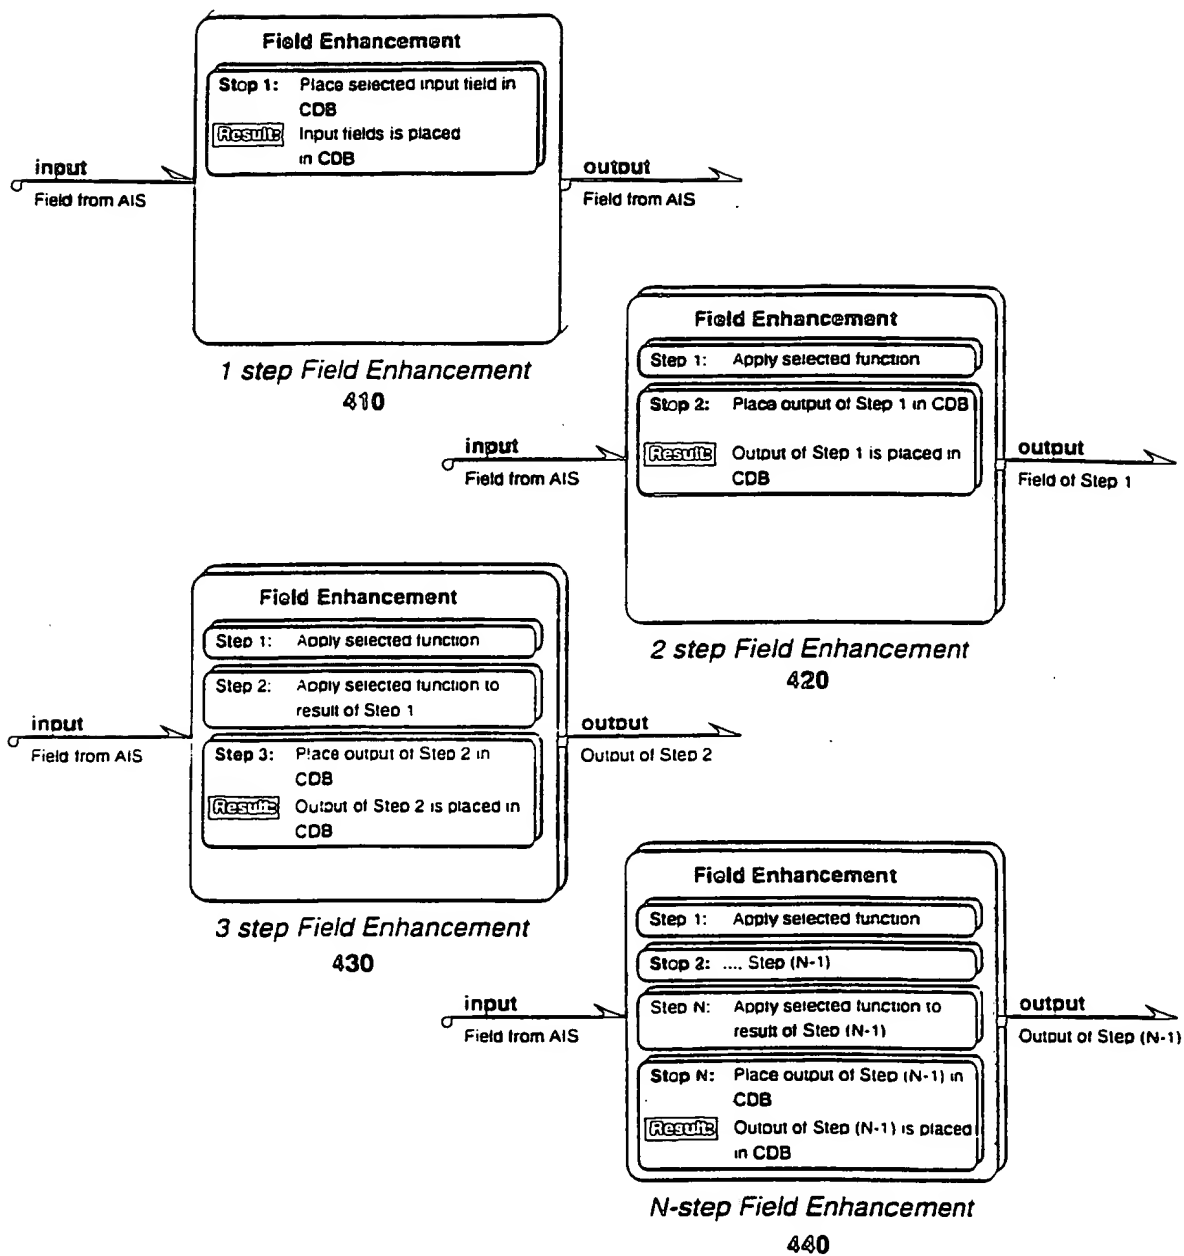 Field Enhancement
Stop 1: Place selected input field in
CDB
Result: Input fields is placed
in CDB
input
Field from AIS
output
Field from AIS
1 step Field Enhancement
410
Field Enhancement
Step 1: Apply selected function
Stop 2: Place output of Step 1 in CDB
Result: Output of Step 1 is placed in
CDB
input
Field from AIS
output
Field of Step 1
2 step Field Enhancement
420
Field Enhancement
Step 1: Apply selected function
Step 2: Apply selected function to
result of Step 1
Step 3: Place output of Step 2 in
CDB
Result: Output of Step 2 is placed in
CDB
input
Field from AIS
output
Output of Step 2
3 step Field Enhancement
430
Field Enhancement
Step 1: Apply selected function
Stop 2: .... Step (N-1)
Step N: Apply selected function to
result of Step (N-1)
Stop N: Place output of Step (N-1) in
CDB
Result: Output of Step (N-1) is placed
in CDB
input
Field from AIS
output
Output of Step (N-1)
N-step Field Enhancement
440